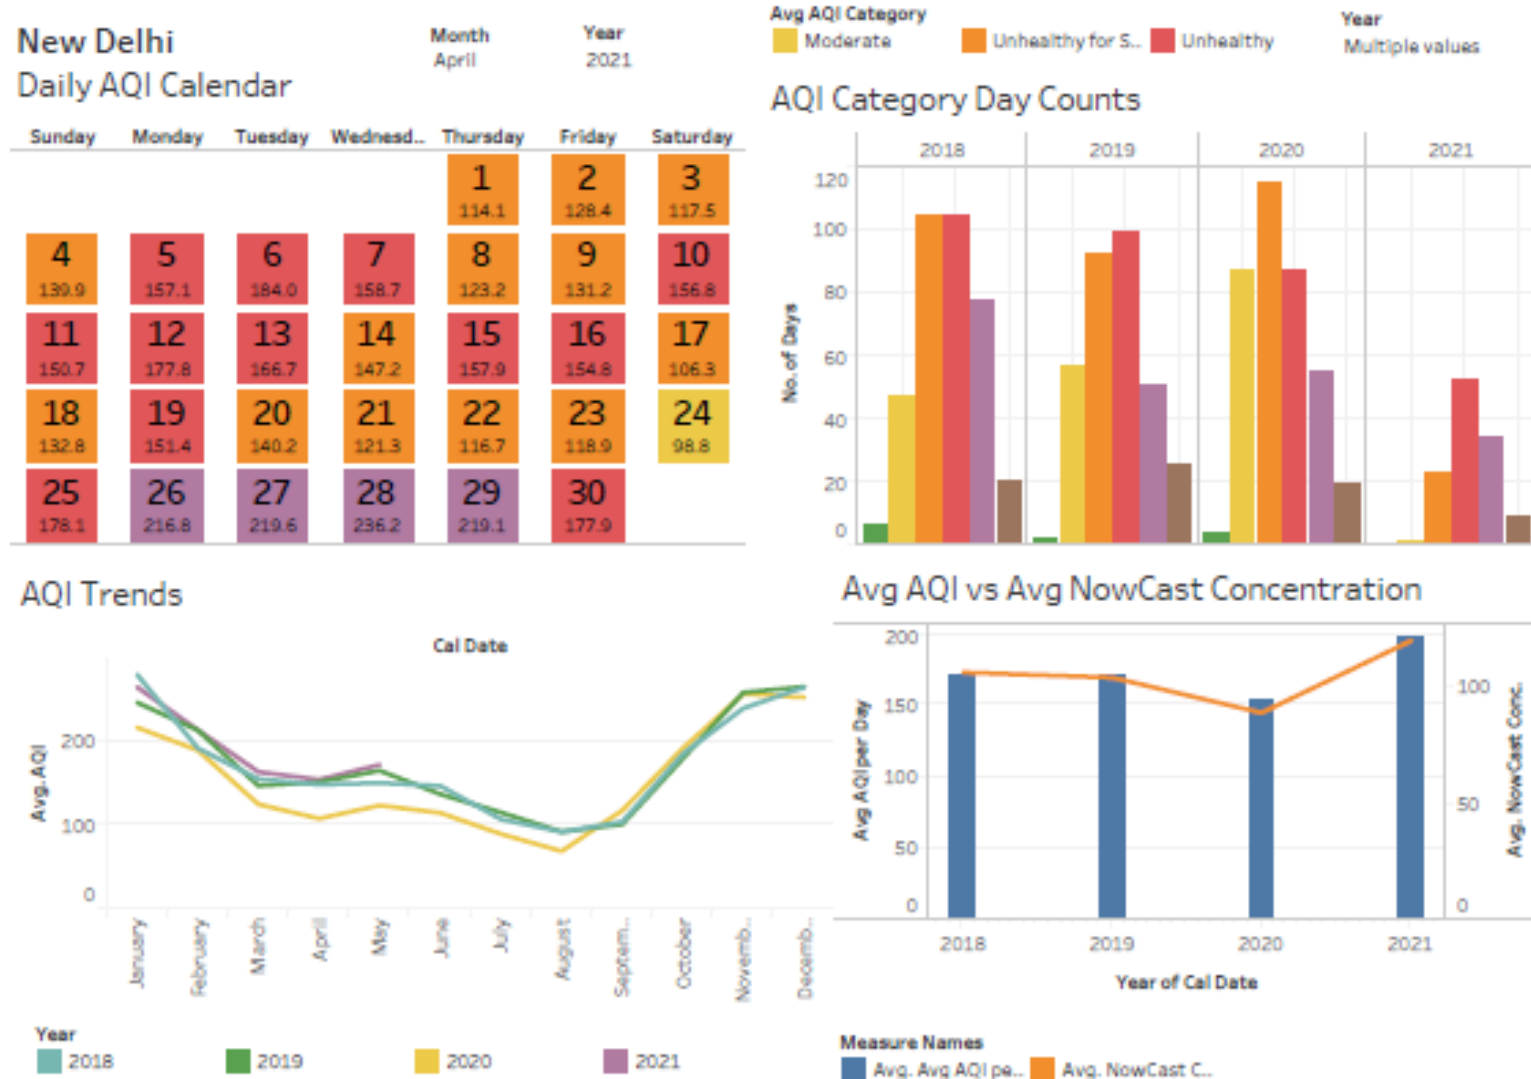 New Delhi
Daily AQI Calendar
Month
April
Year
2021
Sunday Monday Tuesday Wednesd.. Thursday Friday Saturday
1 2 3
114.1 128.4 117.5
4 5 6 7 8 9 10
139.9 157.1 184.0 158.7 123.2 131.2 156.8
11 12 13 14 15 16 17
150.7 177.8 166.7 147.2 157.9 154.8 106.3
18 19 20 21 22 23 24
132.8 151.4 140.2 121.3 116.7 118.9 98.8
25 26 27 28 29 30
178.1 216.8 219.6 236.2 219.1 177.9
Avg AQI Category
Moderate Unhealthy for S.. Unhealthy
Year
Multiple values
AQI Category Day Counts
2018 2019 2020 2021
No. of Days
120
100
80
60
40
20
0
AQI Trends
Cal Date
Avg. AQI
200
100
0
January February March April May June July August Septem.. October Novemb.. Decemb..
Year
2018 2019 2020 2021
Avg AQI vs Avg NowCast Concentration
Avg AQI per Day
200
150
100
50
0
100
50
0
Avg. NowCast Conc.
2018 2019 2020 2021
Year of Cal Date
Measure Names
Avg. Avg AQI pe.. Avg. NowCast C..